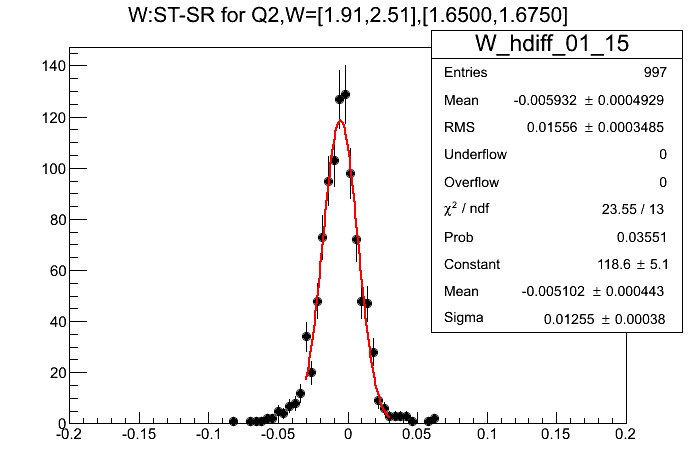 W:ST-SR for Q2,W=[1.91,2.51],[1.6500,1.6750]
W_hdiff_01_15
Entries 997
Mean -0.005932 ± 0.0004929
RMS 0.01556 ± 0.0003485
Underflow 0
Overflow 0
χ² / ndf 23.55 / 13
Prob 0.03551
Constant 118.6 ± 5.1
Mean -0.005102 ± 0.000443
Sigma 0.01255 ± 0.00038
140
120
100
80
60
40
20
0
-0.2 -0.15 -0.1 -0.05 0 0.05 0.1 0.15 0.2